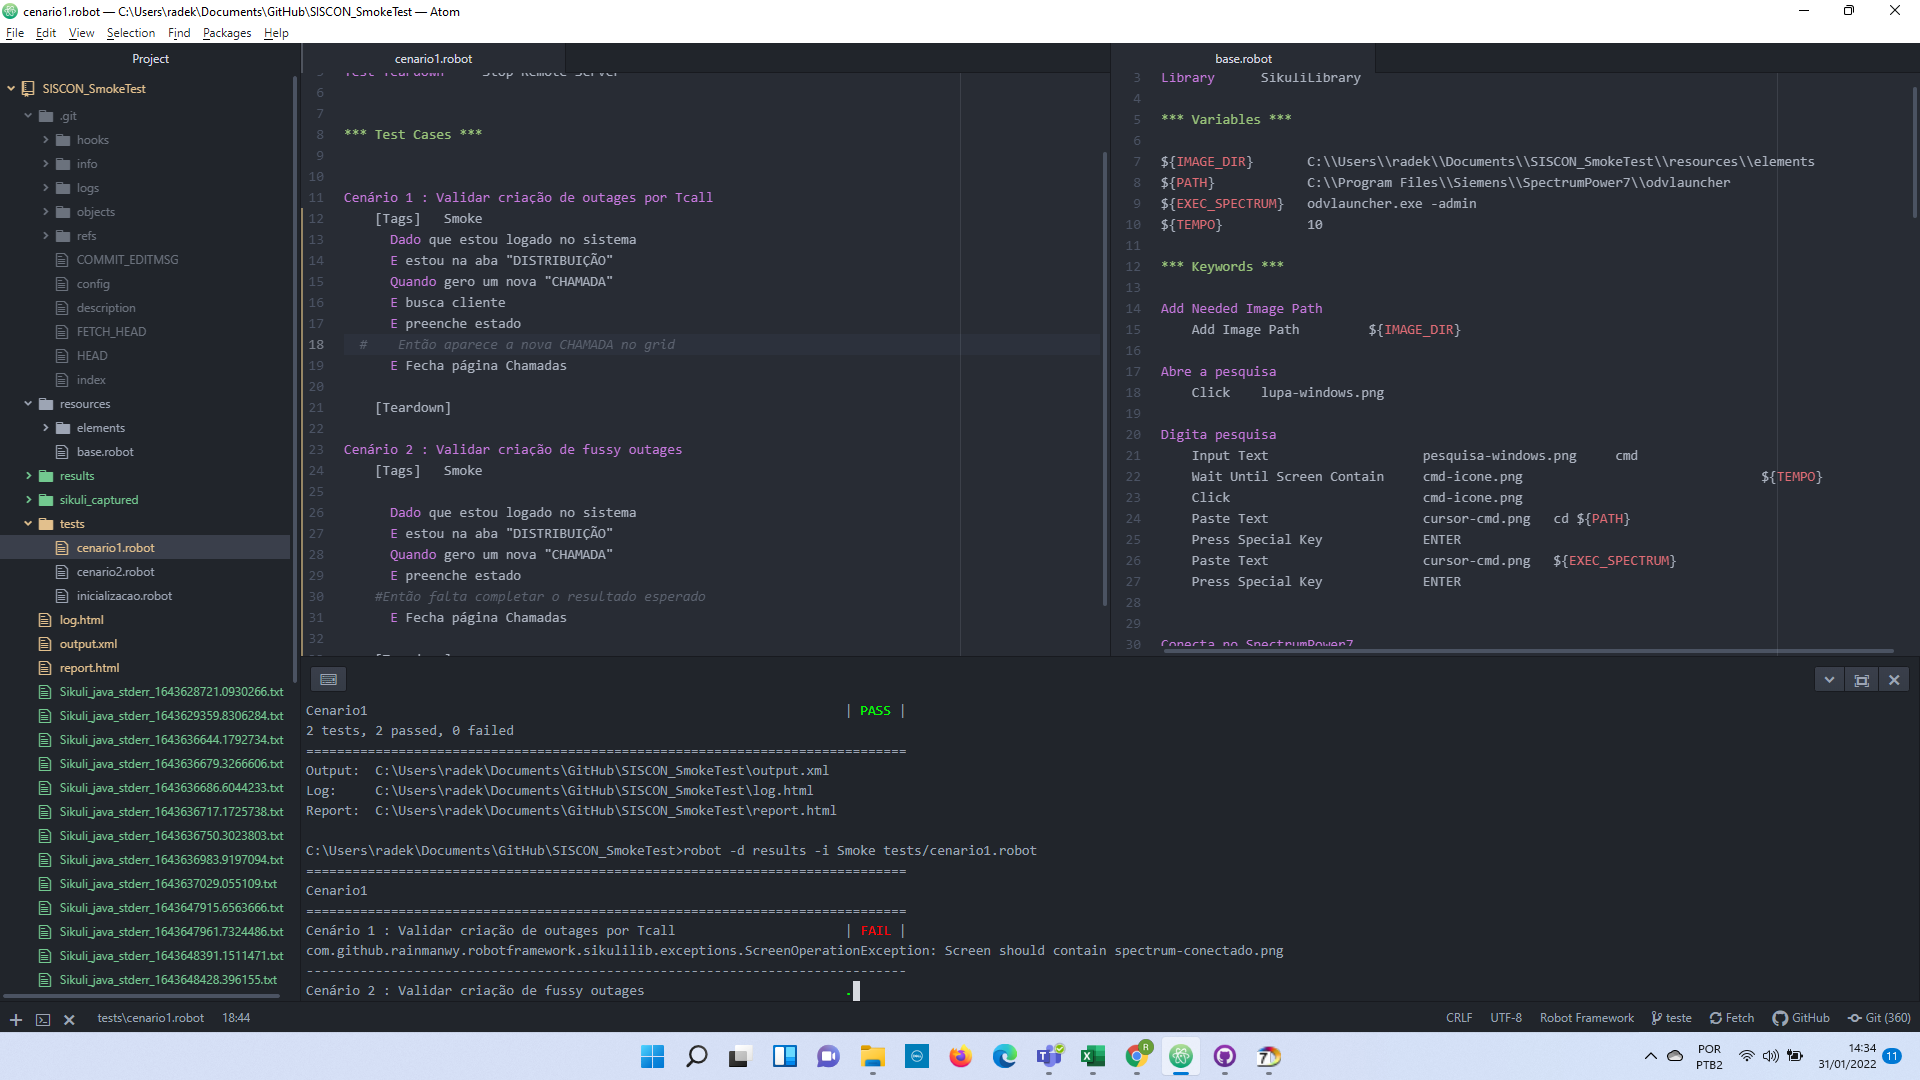 cenario1.robot — C:\Users\radek\Documents\GitHub\SISCON_SmokeTest — Atom
File Edit View Selection Find Packages Help
Project
SISCON_SmokeTest
.git
hooks
info
logs
objects
refs
COMMIT_EDITMSG
config
description
FETCH_HEAD
HEAD
index
resources
elements
base.robot
results
sikuli_captured
tests
cenario1.robot
cenario2.robot
inicializacao.robot
log.html
output.xml
report.html
Sikuli_java_stderr_1643628721.0930266.txt
Sikuli_java_stderr_1643629359.8306284.txt
Sikuli_java_stderr_1643636644.1792734.txt
Sikuli_java_stderr_1643636679.3266606.txt
Sikuli_java_stderr_1643636686.6044233.txt
Sikuli_java_stderr_1643636717.1725738.txt
Sikuli_java_stderr_1643636750.3023803.txt
Sikuli_java_stderr_1643636983.9197094.txt
Sikuli_java_stderr_1643637029.055109.txt
Sikuli_java_stderr_1643647915.6563666.txt
Sikuli_java_stderr_1643647961.7324486.txt
Sikuli_java_stderr_1643648391.1511471.txt
Sikuli_java_stderr_1643648428.396155.txt
cenario1.robot
5 Test Teardown Stop Remote Server
6
7
8 *** Test Cases ***
9
10
11 Cenário 1 : Validar criação de outages por Tcall
12 [Tags] Smoke
13 Dado que estou logado no sistema
14 E estou na aba "DISTRIBUIÇÃO"
15 Quando gero um nova "CHAMADA"
16 E busca cliente
17 E preenche estado
18 # Então aparece a nova CHAMADA no grid
19 E Fecha página Chamadas
20
21 [Teardown]
22
23 Cenário 2 : Validar criação de fussy outages
24 [Tags] Smoke
25
26 Dado que estou logado no sistema
27 E estou na aba "DISTRIBUIÇÃO"
28 Quando gero um nova "CHAMADA"
29 E preenche estado
30 #Então falta completar o resultado esperado
31 E Fecha página Chamadas
32
base.robot
3 Library SikuliLibrary
4
5 *** Variables ***
6
7 ${IMAGE_DIR} C:\\Users\\radek\\Documents\\SISCON_SmokeTest\\resources\\elements
8 ${PATH} C:\\Program Files\\Siemens\\SpectrumPower7\\odvlauncher
9 ${EXEC_SPECTRUM} odvlauncher.exe -admin
10 ${TEMPO} 10
11
12 *** Keywords ***
13
14 Add Needed Image Path
15 Add Image Path ${IMAGE_DIR}
16
17 Abre a pesquisa
18 Click lupa-windows.png
19
20 Digita pesquisa
21 Input Text pesquisa-windows.png cmd
22 Wait Until Screen Contain cmd-icone.png ${TEMPO}
23 Click cmd-icone.png
24 Paste Text cursor-cmd.png cd ${PATH}
25 Press Special Key ENTER
26 Paste Text cursor-cmd.png ${EXEC_SPECTRUM}
27 Press Special Key ENTER
28
29
30 Conecta no SpectrumPower7
Cenario1 | PASS |
2 tests, 2 passed, 0 failed
==============================================================================
Output: C:\Users\radek\Documents\GitHub\SISCON_SmokeTest\output.xml
Log: C:\Users\radek\Documents\GitHub\SISCON_SmokeTest\log.html
Report: C:\Users\radek\Documents\GitHub\SISCON_SmokeTest\report.html
C:\Users\radek\Documents\GitHub\SISCON_SmokeTest>robot -d results -i Smoke tests/cenario1.robot
==============================================================================
Cenario1
==============================================================================
Cenário 1 : Validar criação de outages por Tcall | FAIL |
com.github.rainmanwy.robotframework.sikulilib.exceptions.ScreenOperationException: Screen should contain spectrum-conectado.png
------------------------------------------------------------------------------
Cenário 2 : Validar criação de fussy outages .
tests\cenario1.robot 18:44 CRLF UTF-8 Robot Framework teste Fetch GitHub Git (360)
POR
PTB2
14:34
31/01/2022
11